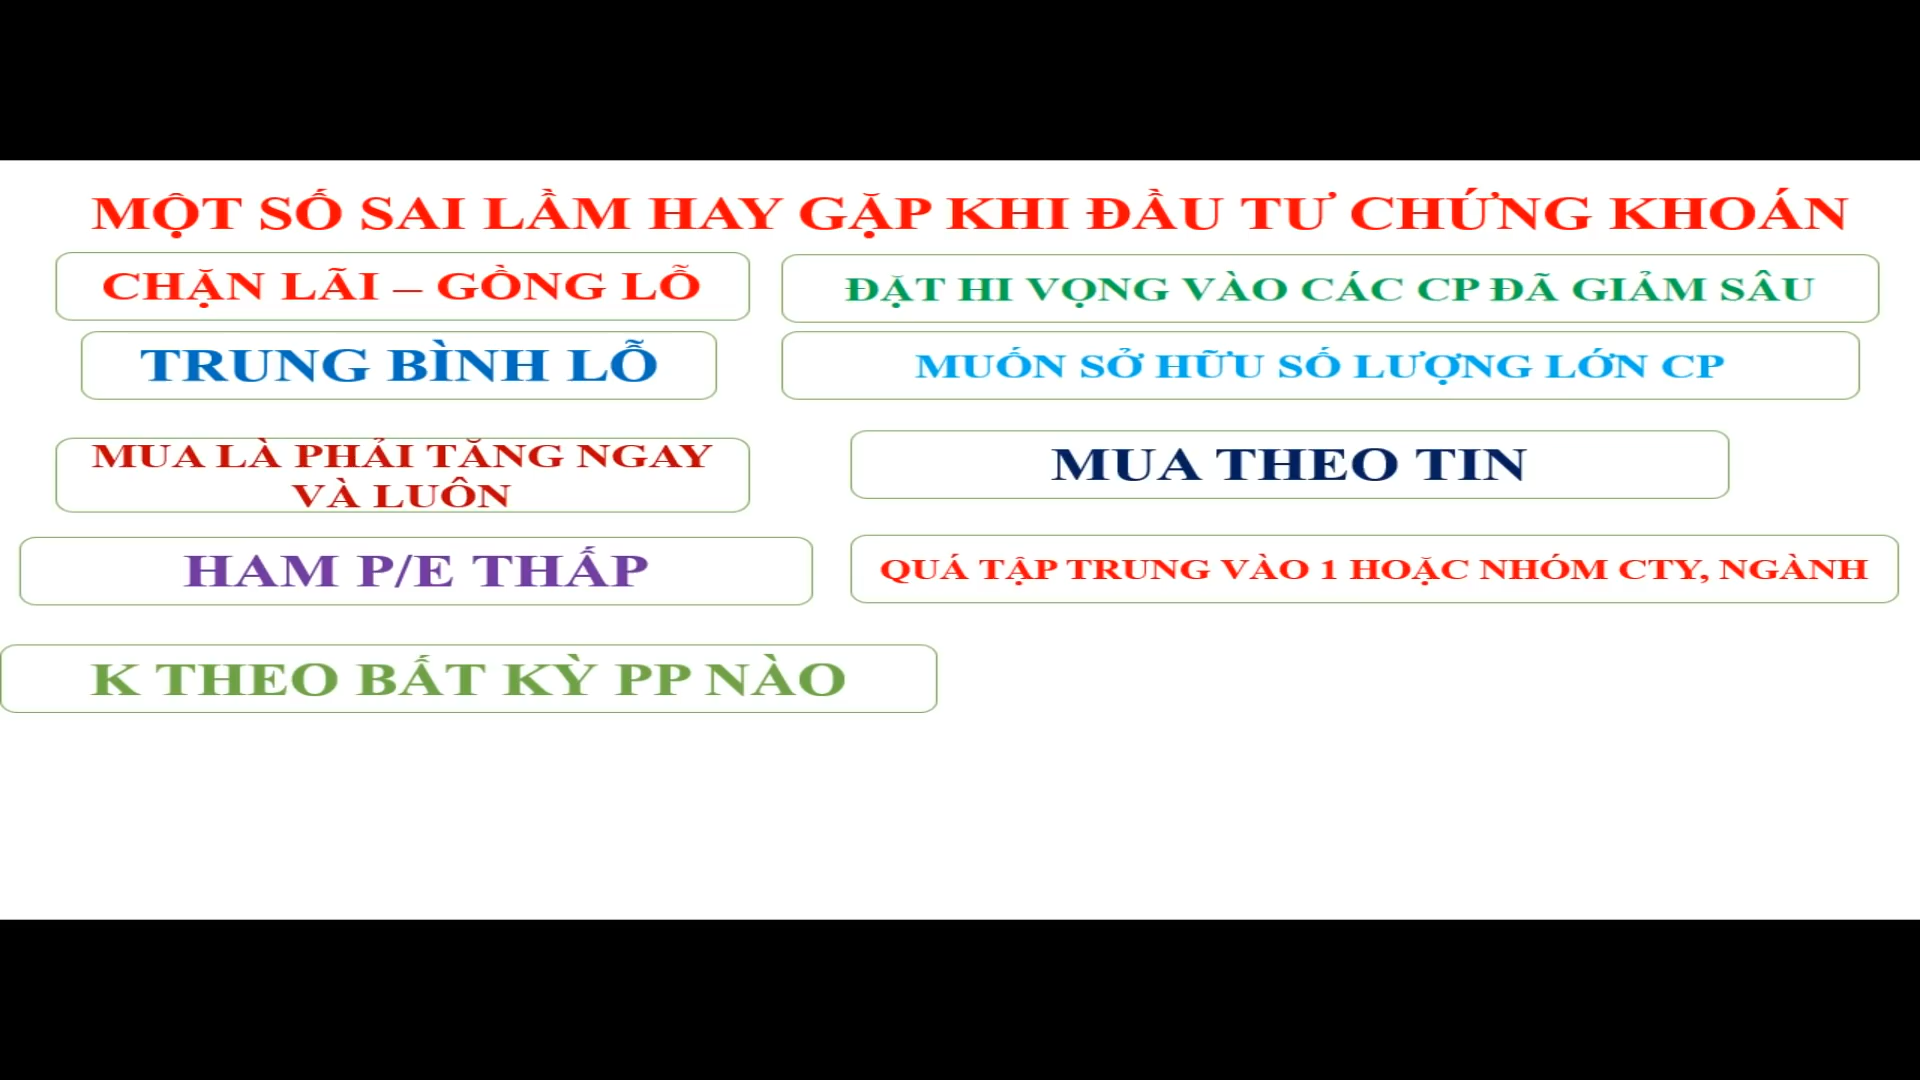 MỘT SỐ SAI LẦM HAY GẶP KHI ĐẦU TƯ CHỨNG KHOÁN
CHẶN LÃI – GỒNG LỖ
ĐẶT HI VỌNG VÀO CÁC CP ĐÃ GIẢM SÂU
TRUNG BÌNH LỖ
MUỐN SỞ HỮU SỐ LƯỢNG LỚN CP
MUA LÀ PHẢI TĂNG NGAY
VÀ LUÔN
MUA THEO TIN
HAM P/E THẤP
QUÁ TẬP TRUNG VÀO 1 HOẶC NHÓM CTY, NGÀNH
K THEO BẤT KỲ PP NÀO